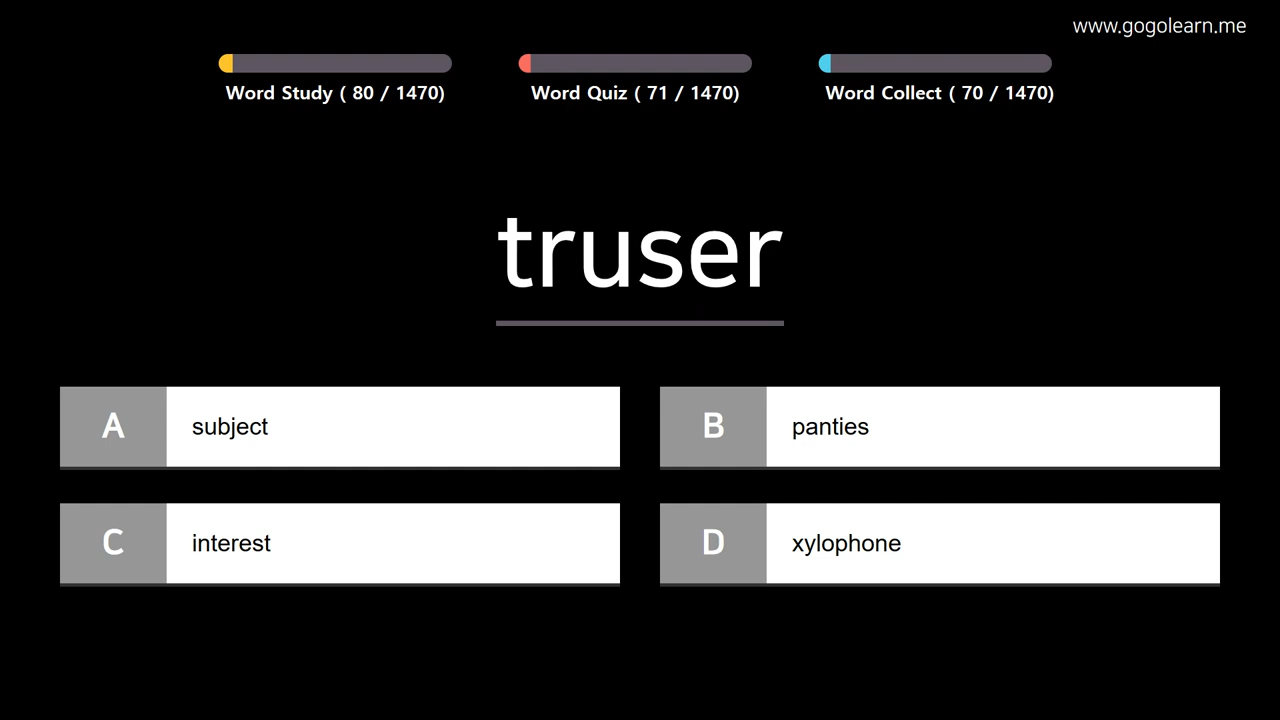 www.gogolearn.me
Word Study ( 80 / 1470)
Word Quiz ( 71 / 1470)
Word Collect ( 70 / 1470)
truser
A subject
B panties
C interest
D xylophone